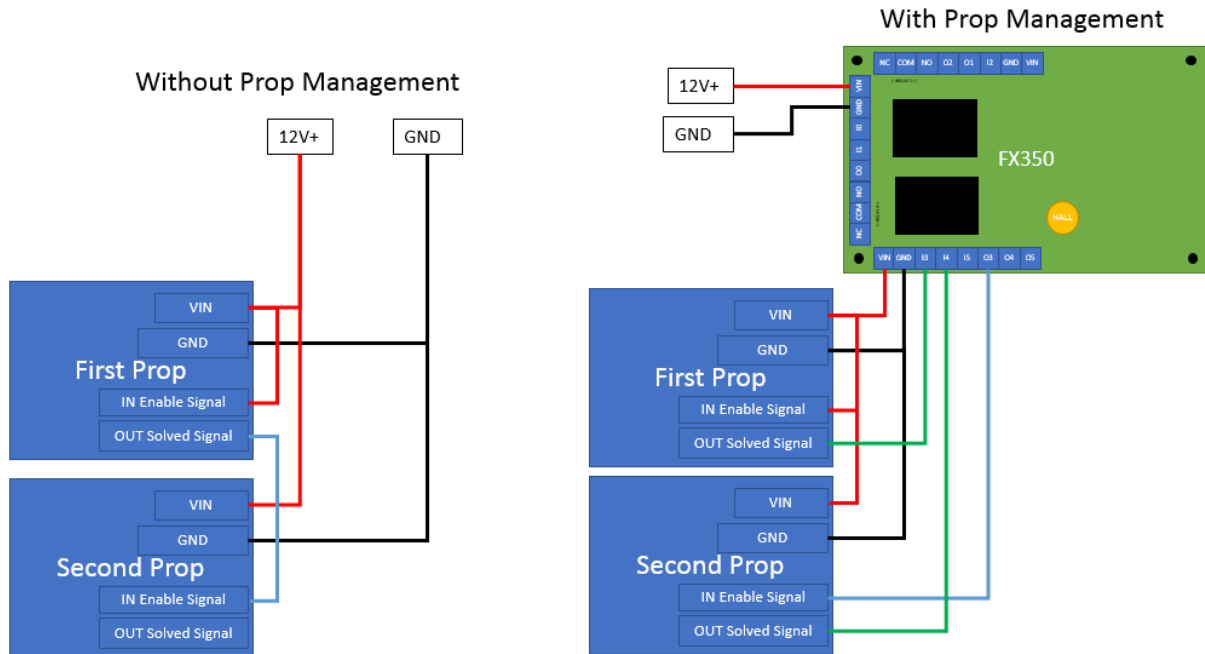 Without Prop Management
12V+
GND
VIN
GND
First Prop
IN Enable Signal
OUT Solved Signal
VIN
GND
Second Prop
IN Enable Signal
OUT Solved Signal
With Prop Management
12V+
GND
NC COM NO O2 O1 I2 GND VIN
VIN
GND
I0
I1
O0
NO
COM
NC
FX350
HALL
VIN GND I3 I4 I5 O3 O4 O5
VIN
GND
First Prop
IN Enable Signal
OUT Solved Signal
VIN
GND
Second Prop
IN Enable Signal
OUT Solved Signal